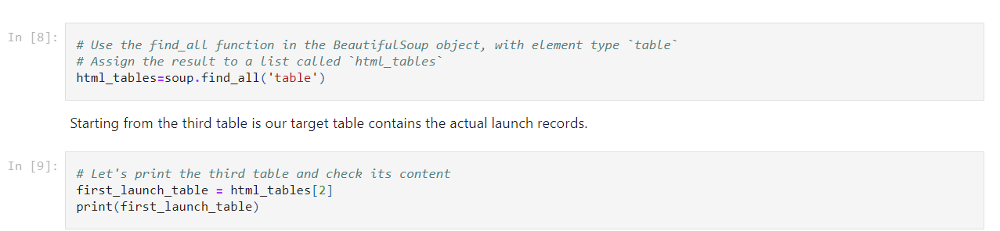 In [8]:
# Use the find_all function in the BeautifulSoup object, with element type `table`
# Assign the result to a list called `html_tables`
html_tables=soup.find_all('table')
Starting from the third table is our target table contains the actual launch records.
In [9]:
# Let's print the third table and check its content
first_launch_table = html_tables[2]
print(first_launch_table)